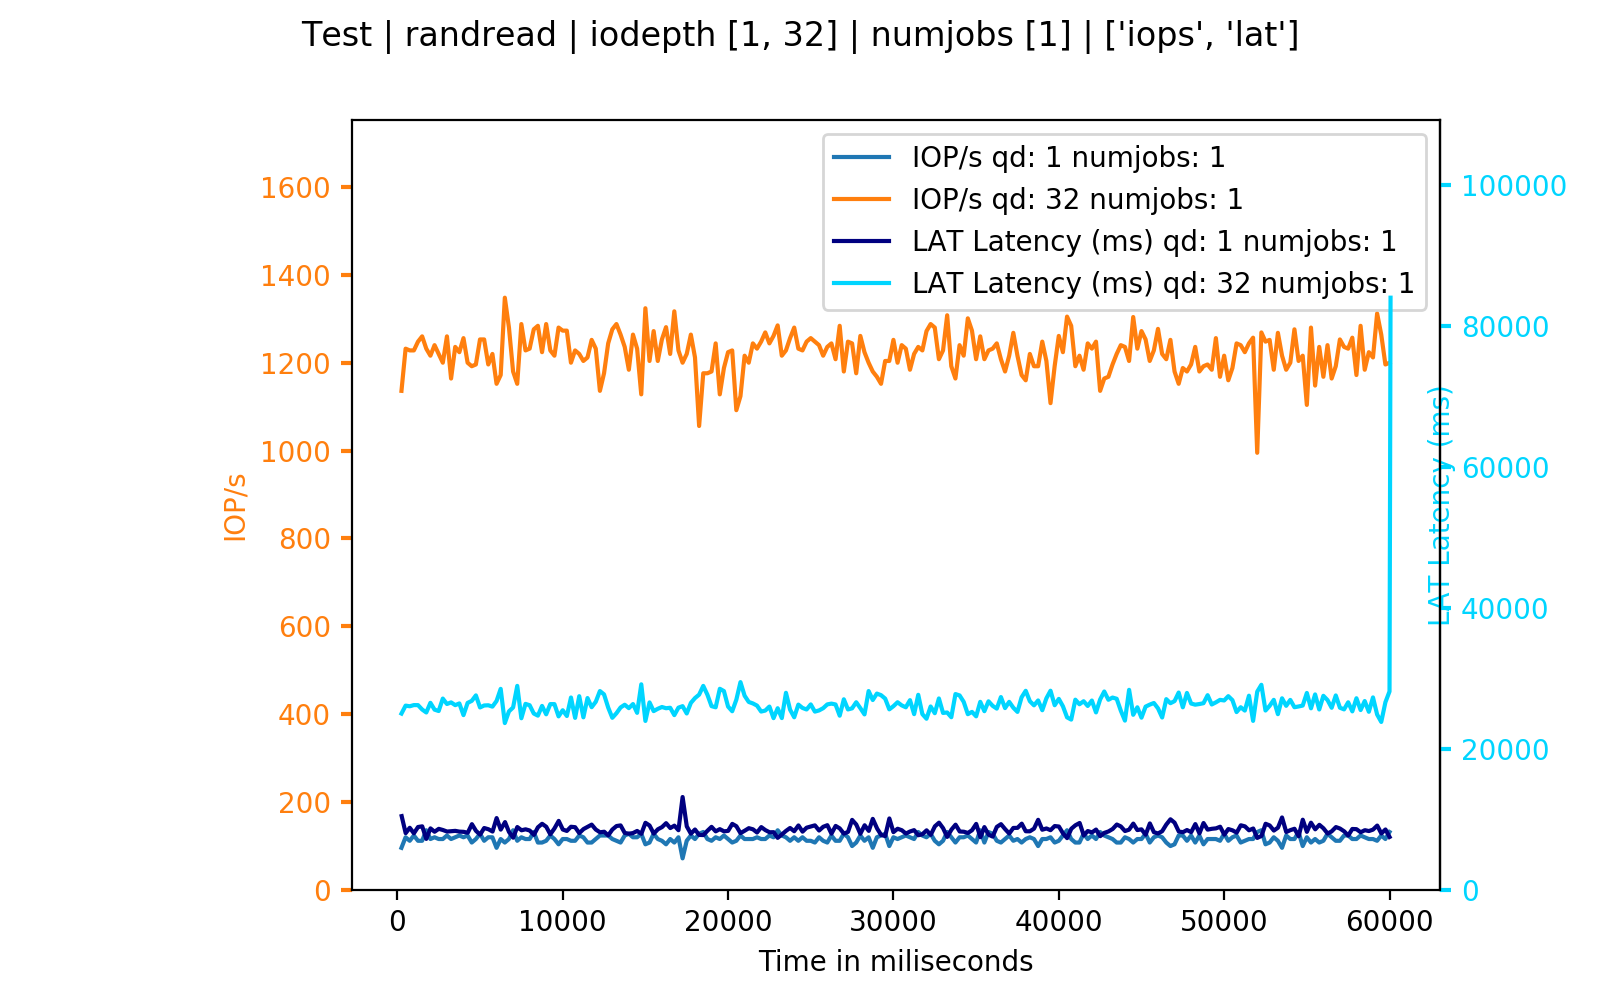 Test | randread | iodepth [1, 32] | numjobs [1] | ['iops', 'lat']
IOP/s qd: 1 numjobs: 1
IOP/s qd: 32 numjobs: 1
LAT Latency (ms) qd: 1 numjobs: 1
LAT Latency (ms) qd: 32 numjobs: 1
IOP/s
1600
1400
1200
1000
800
600
400
200
0
LAT Latency (ms)
100000
80000
60000
40000
20000
0
0 10000 20000 30000 40000 50000 60000
Time in miliseconds